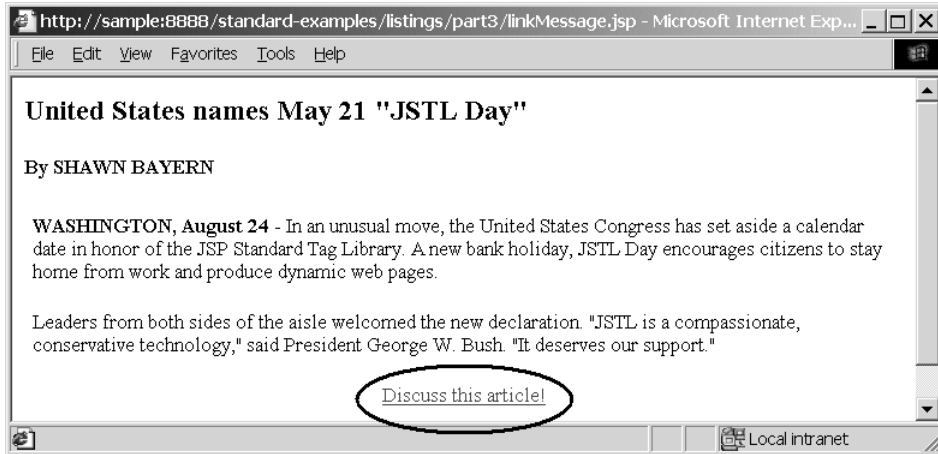 http://sample:8888/standard-examples/listings/part3/linkMessage.jsp - Microsoft Internet Exp...
File Edit View Favorites Tools Help
United States names May 21 "JSTL Day"
By SHAWN BAYERN
WASHINGTON, August 24 - In an unusual move, the United States Congress has set aside a calendar
date in honor of the JSP Standard Tag Library. A new bank holiday, JSTL Day encourages citizens to stay
home from work and produce dynamic web pages.
Leaders from both sides of the aisle welcomed the new declaration. "JSTL is a compassionate,
conservative technology," said President George W. Bush. "It deserves our support."
Discuss this article!
Local intranet